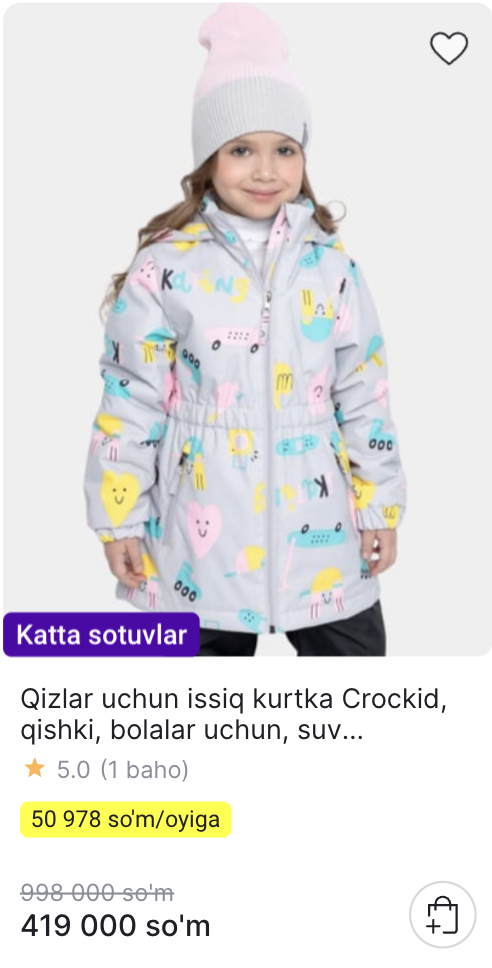 Katta sotuvlar
Qizlar uchun issiq kurtka Crockid,
qishki, bolalar uchun, suv...
5.0 (1 baho)
50 978 so'm/oyiga
998 000 so'm
419 000 so'm